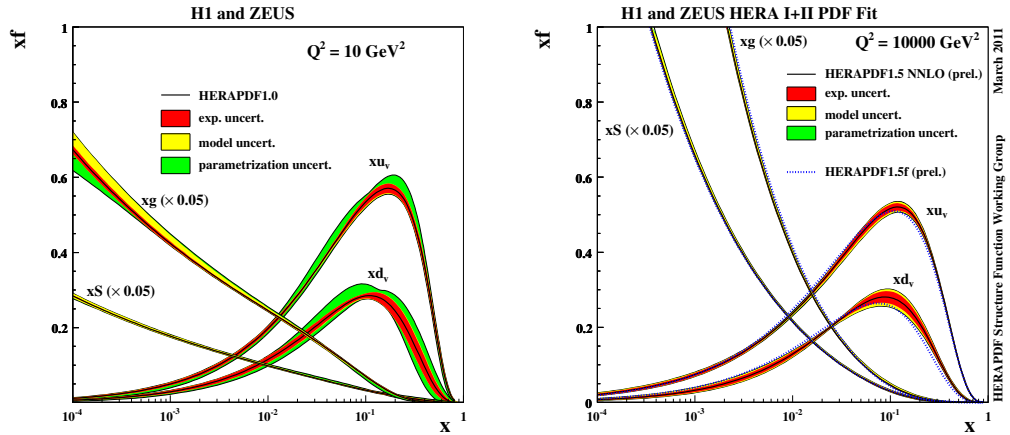 H1 and ZEUS
xf
1
0.8
0.6
0.4
0.2
0
Q² = 10 GeV²
HERAPDF1.0
exp. uncert.
model uncert.
parametrization uncert.
xg (× 0.05)
xS (× 0.05)
xuᵥ
xdᵥ
10⁻⁴
10⁻³
10⁻²
10⁻¹
1
x
H1 and ZEUS HERA I+II PDF Fit
xf
1
0.8
0.6
0.4
0.2
0
xg (× 0.05)
Q² = 10000 GeV²
HERAPDF1.5 NNLO (prel.)
exp. uncert.
model uncert.
parametrization uncert.
HERAPDF1.5f (prel.)
xS (× 0.05)
xuᵥ
xdᵥ
10⁻⁴
10⁻³
10⁻²
10⁻¹
1
x
HERAPDF Structure Function Working Group March 2011